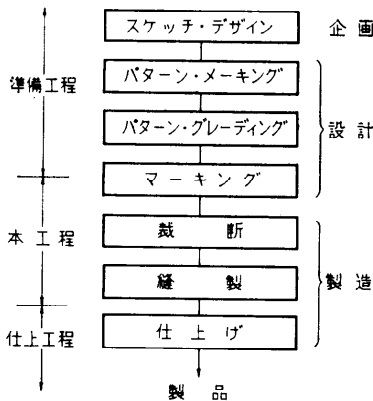 スケッチ・デザイン 企画
パターン・メーキング
準備工程
パターン・グレーディング 設計
マーキング
裁断
本工程
縫製 製造
仕上工程 仕上げ
製品